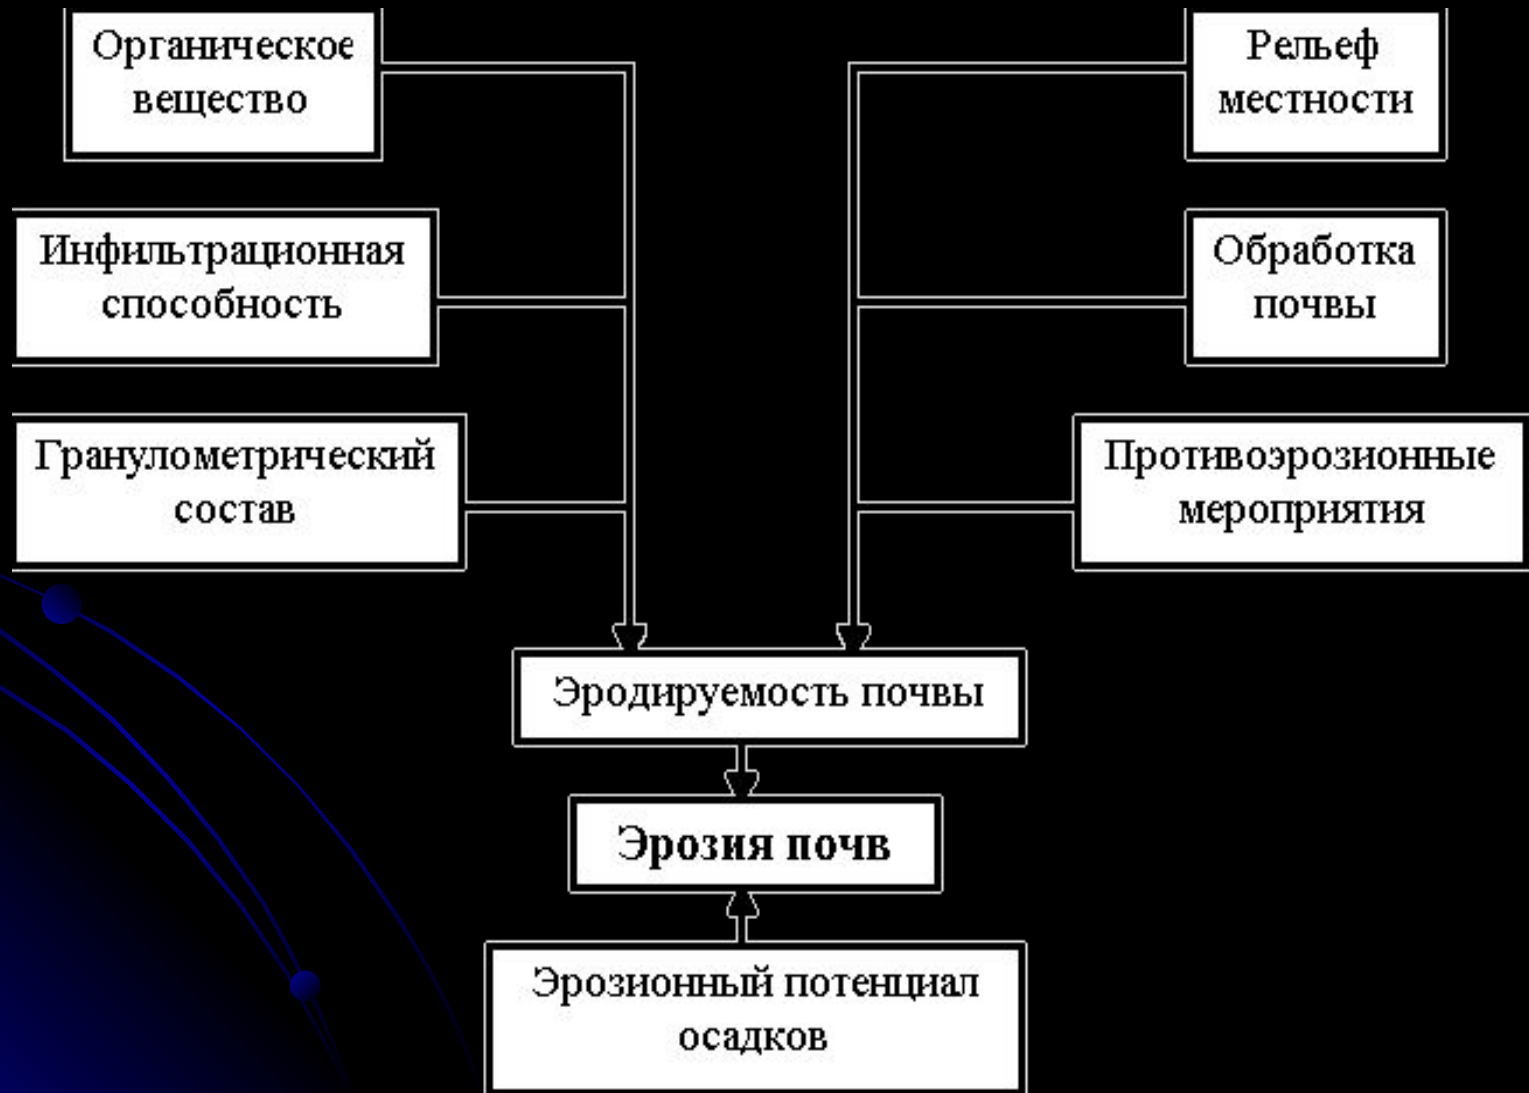 Органическое
вещество
Рельеф
местности
Инфильтрационная
способность
Обработка
почвы
Гранулометрический
состав
Противоэрозионные
мероприятия
Эродируемость почвы
Эрозия почв
Эрозионный потенциал
осадков